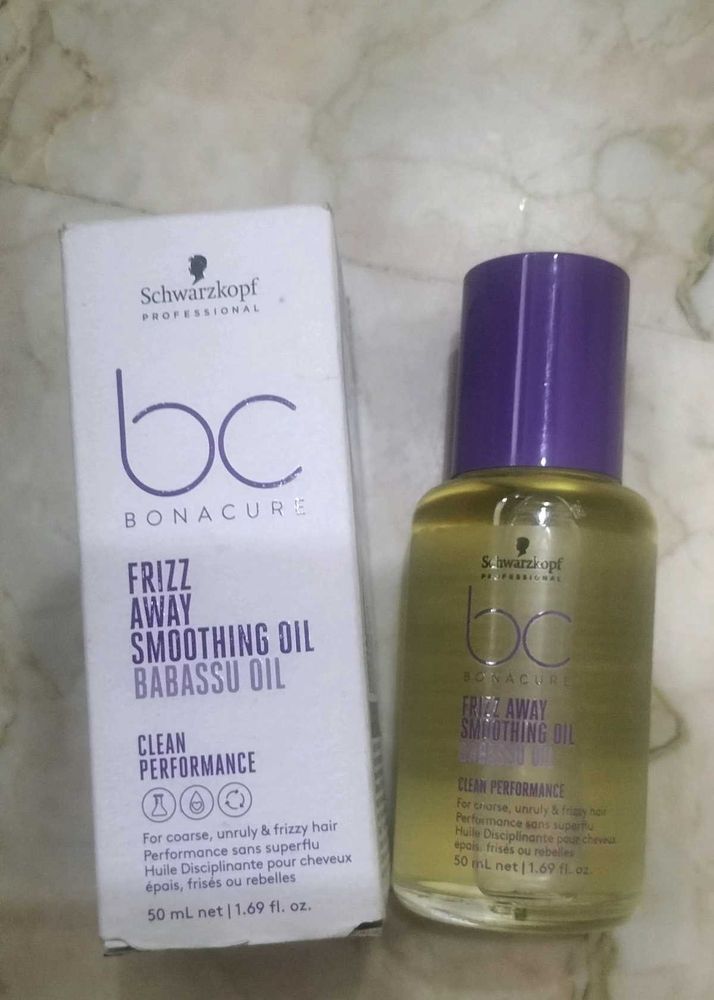 Schwarzkopf
PROFESSIONAL
bc
BONACURE
FRIZZ
AWAY
SMOOTHING OIL
BABASSU OIL
CLEAN
PERFORMANCE
For coarse, unruly & frizzy hair
Performance sans superflu
Huile Disciplinante pour cheveux
épais, frisés ou rebelles
50 mL net | 1.69 fl. oz.
Schwarzkopf
PROFESSIONAL
bc
BONACURE
FRIZZ AWAY
SMOOTHING OIL
BABASSU OIL
CLEAN PERFORMANCE
For coarse, unruly & frizzy hair
Performance sans superflu
Huile Disciplinante pour cheveux
épais, frisés ou rebelles
50 mL net | 1.69 fl. oz.